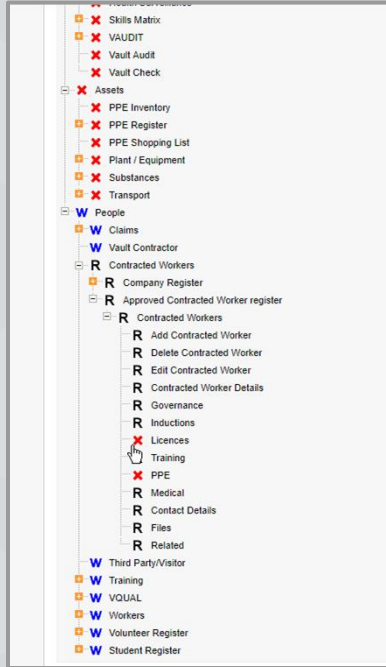 Skills Matrix
VAUDIT
Vault Audit
Vault Check
Assets
PPE Inventory
PPE Register
PPE Shopping List
Plant / Equipment
Substances
Transport
W People
W Claims
W Vault Contractor
R Contracted Workers
R Company Register
R Approved Contracted Worker register
R Contracted Workers
R Add Contracted Worker
R Delete Contracted Worker
R Edit Contracted Worker
R Contracted Worker Details
R Governance
R Inductions
Licences
Training
PPE
R Medical
R Contact Details
R Files
R Related
W Third Party/Visitor
W Training
W VQUAL
W Workers
W Volunteer Register
W Student Register